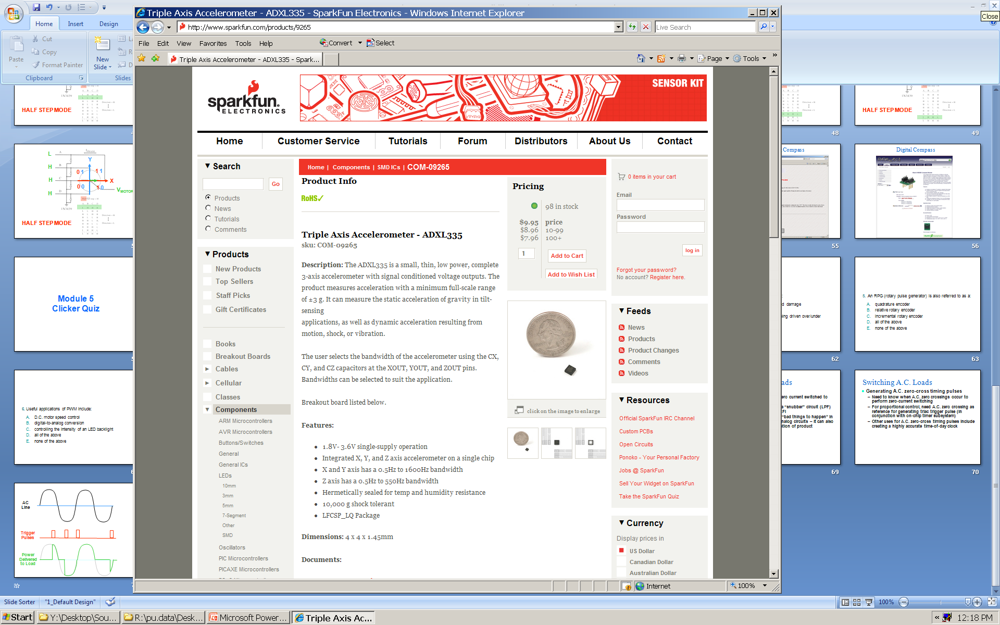 Triple Axis Accelerometer - ADXL335 - SparkFun Electronics - Windows Internet Explorer
Close
Home Insert Design
http://www.sparkfun.com/products/9265
Live Search
File Edit View Favorites Tools Help Convert Select
Paste
Cut
Copy
Format Painter
New
Slide
Clipboard
Slides
Triple Axis Accelerometer - ADXL335 - Spark...
Page Tools
sparkfun.
ELECTRONICS
SENSOR KIT
Home Customer Service Tutorials Forum Distributors About Us Contact
Search
Go
Products
News
Tutorials
Comments
Products
New Products
Top Sellers
Staff Picks
Gift Certificates
Books
Breakout Boards
Cables
Cellular
Classes
Components
ARM Microcontrollers
AVR Microcontrollers
Buttons/Switches
General
General ICs
LEDs
10mm
3mm
5mm
7-Segment
Other
SMD
Oscillators
PIC Microcontrollers
PICAXE Microcontrollers
Home | Components | SMD ICs | COM-09265
Product Info
RoHS✓
Triple Axis Accelerometer - ADXL335
sku: COM-09265
Description: The ADXL335 is a small, thin, low power, complete
3-axis accelerometer with signal conditioned voltage outputs. The
product measures acceleration with a minimum full-scale range
of ±3 g. It can measure the static acceleration of gravity in tilt-
sensing
applications, as well as dynamic acceleration resulting from
motion, shock, or vibration.
The user selects the bandwidth of the accelerometer using the CX,
CY, and CZ capacitors at the XOUT, YOUT, and ZOUT pins.
Bandwidths can be selected to suit the application.
Breakout board listed below.
Features:
• 1.8V- 3.6V single-supply operation
• Integrated X, Y, and Z axis accelerometer on a single chip
• X and Y axis has a 0.5Hz to 1600Hz bandwidth
• Z axis has a 0.5Hz to 550Hz bandwidth
• Hermetically sealed for temp and humidity resistance
• 10,000 g shock tolerant
• LFCSP_LQ Package
Dimensions: 4 x 4 x 1.45mm
Documents:
Pricing
98 in stock
$9.95 price
$8.96 10-99
$7.96 100+
1
Add to Cart
Add to Wish List
click on the image to enlarge
0 items in your cart
Email
Password
log in
Forgot your password?
No account? Register here.
Feeds
News
Products
Product Changes
Comments
Videos
Resources
Official SparkFun IRC Channel
Custom PCBs
Open Circuits
Ponoko - Your Personal Factory
Jobs @ SparkFun
Sell Your Widget on SparkFun
Take the SparkFun Quiz
Currency
Display prices in
US Dollar
Canadian Dollar
Australian Dollar
Internet
100%
HALF STEP MODE
L
H
H
H
A
B
C
D
Y
X
0 1
1 1
0 0
1 0
VMOTOR
1N3439
HALF STEP MODE
Module 5
Clicker Quiz
6. Useful applications of PWM include:
A. D.C. motor speed control
B. digital-to-analog conversion
C. controlling the intensity of an LED backlight
D. all of the above
E. none of the above
AC
Line
Trigger
Pulses
Power
Delivered
to Load
HALF STEP MODE
48
49
Compass
55
Digital Compass
56
d damage
ing driven over/under
62
5. An RPG (rotary pulse generator) is also referred to as a:
A. quadrature encoder
B. relative rotary encoder
C. incremental rotary encoder
D. all of the above
E. none of the above
63
ads
ero current switched to
a "snubber" circuit (LPF)
"bad things to happen" in
nalog circuits – it can also
ation of product
69
Switching A.C. Loads
• Generating A.C. zero-cross timing pulses
– Need to know when A.C. zero crossings occur to
perform zero-current switching
– For proportional control, need A.C. zero crossing as
reference for generating triac trigger pulse (in
conjunction with on-chip timer subsystem)
– Other uses for A.C. zero-cross timing pulses include
creating a highly accurate time-of-day clock
70
Slide Sorter "1_Default Design"
100%
Start
Y:\Desktop\Sou...
R:\pu.data\Desk...
Microsoft Power...
Triple Axis Ac...
12:18 PM